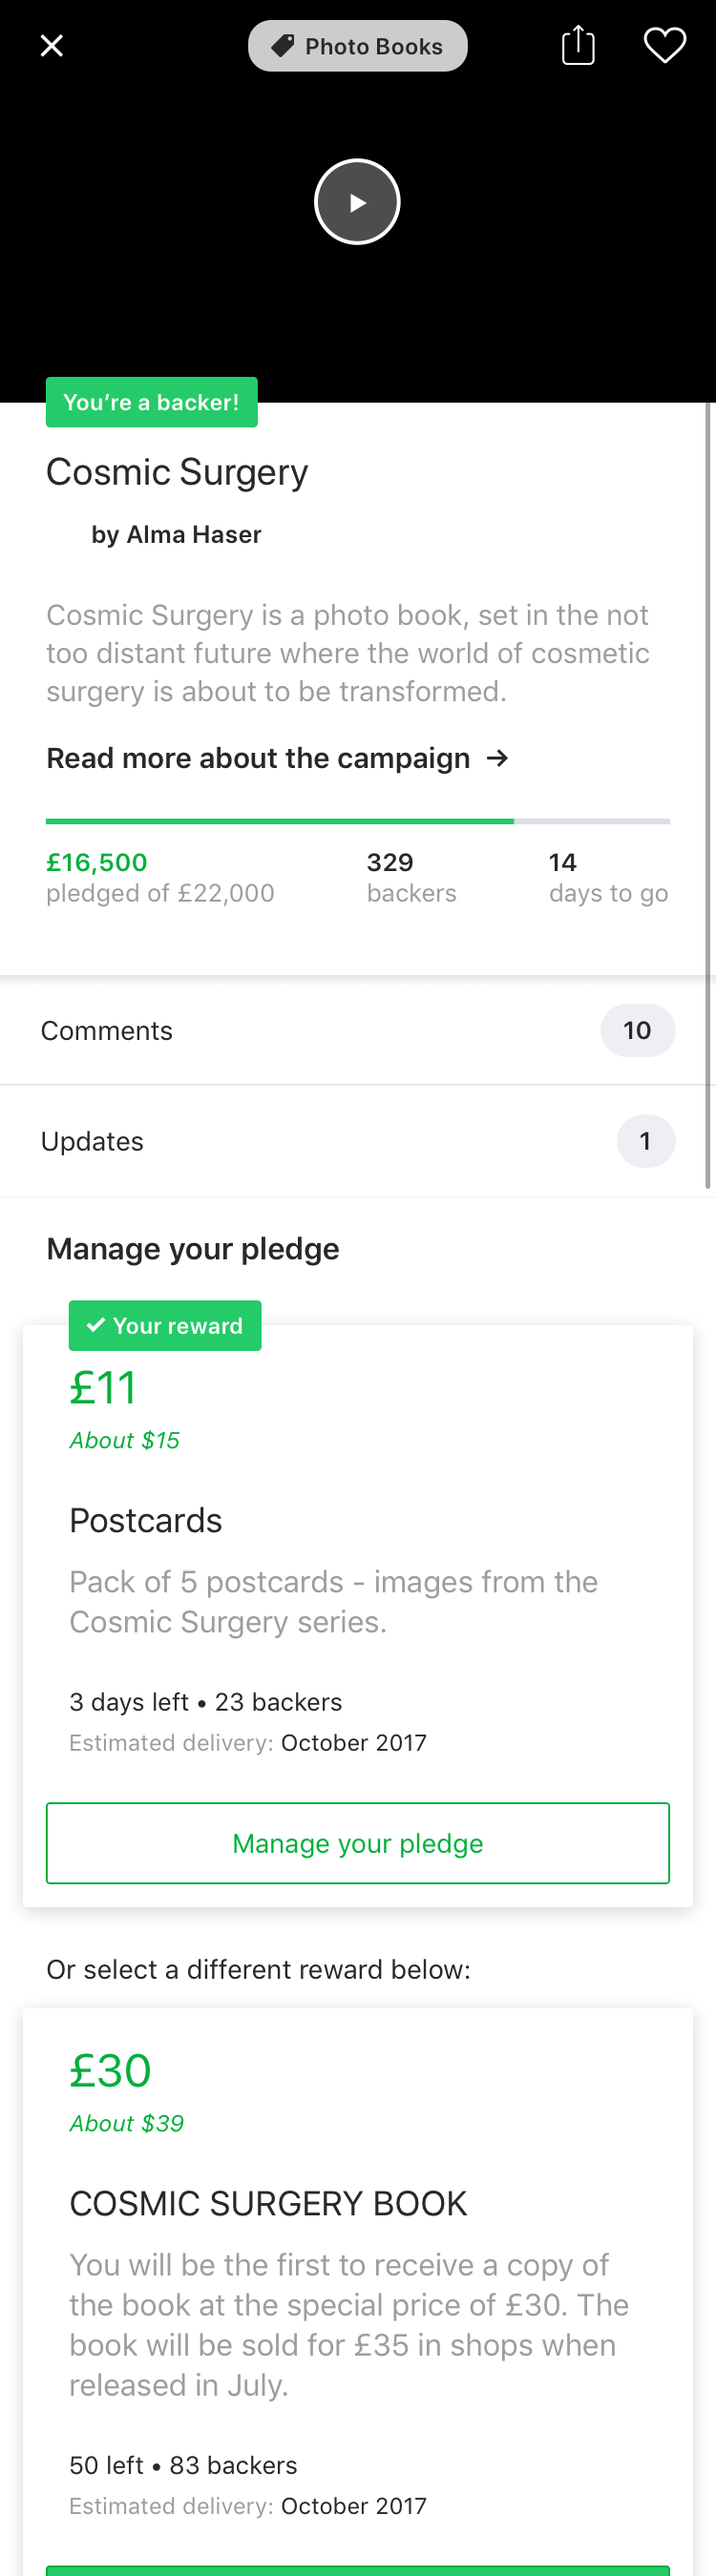 Photo Books
You’re a backer!
Cosmic Surgery
by Alma Haser
Cosmic Surgery is a photo book, set in the not
too distant future where the world of cosmetic
surgery is about to be transformed.
Read more about the campaign →
£16,500
pledged of £22,000
329
backers
14
days to go
Comments
10
Updates
1
Manage your pledge
✓ Your reward
£11
About $15
Postcards
Pack of 5 postcards - images from the
Cosmic Surgery series.
3 days left • 23 backers
Estimated delivery: October 2017
Manage your pledge
Or select a different reward below:
£30
About $39
COSMIC SURGERY BOOK
You will be the first to receive a copy of
the book at the special price of £30. The
book will be sold for £35 in shops when
released in July.
50 left • 83 backers
Estimated delivery: October 2017